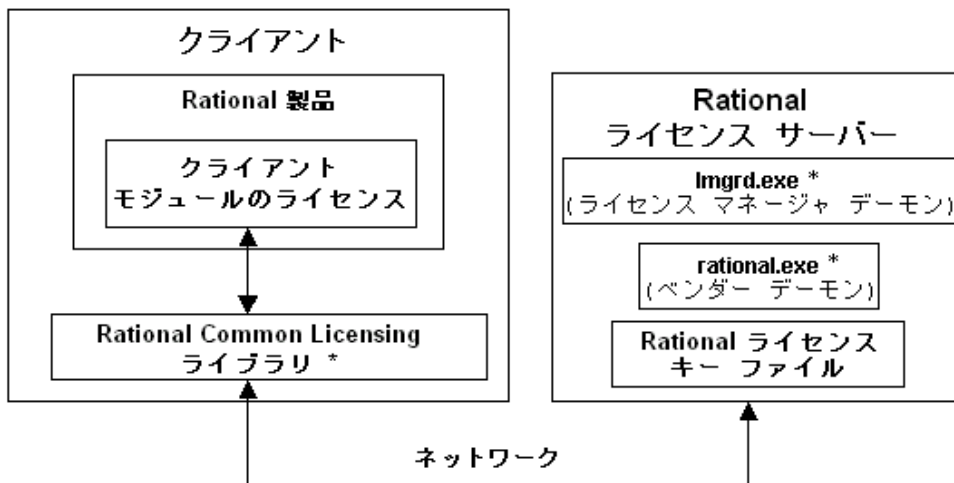 クライアント
Rational 製品
クライアント
モジュールのライセンス
Rational Common Licensing
ライブラリ *
Rational
ライセンス サーバー
lmgrd.exe *
(ライセンス マネージャ デーモン)
rational.exe *
(ベンダー デーモン)
Rational ライセンス
キー ファイル
ネットワーク